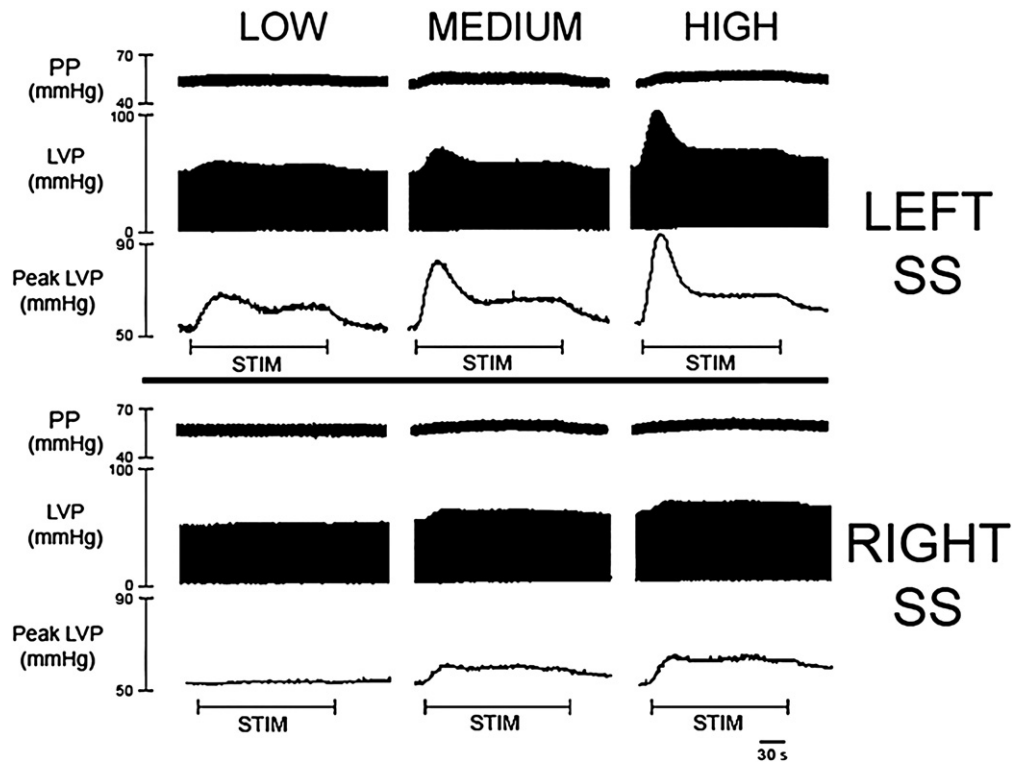 LOW MEDIUM HIGH
PP
(mmHg)
70
40
LVP
(mmHg)
100
0
Peak LVP
(mmHg)
90
50
STIM STIM STIM
LEFT
SS
PP
(mmHg)
70
40
LVP
(mmHg)
100
0
Peak LVP
(mmHg)
90
50
STIM STIM STIM
RIGHT
SS
30 s